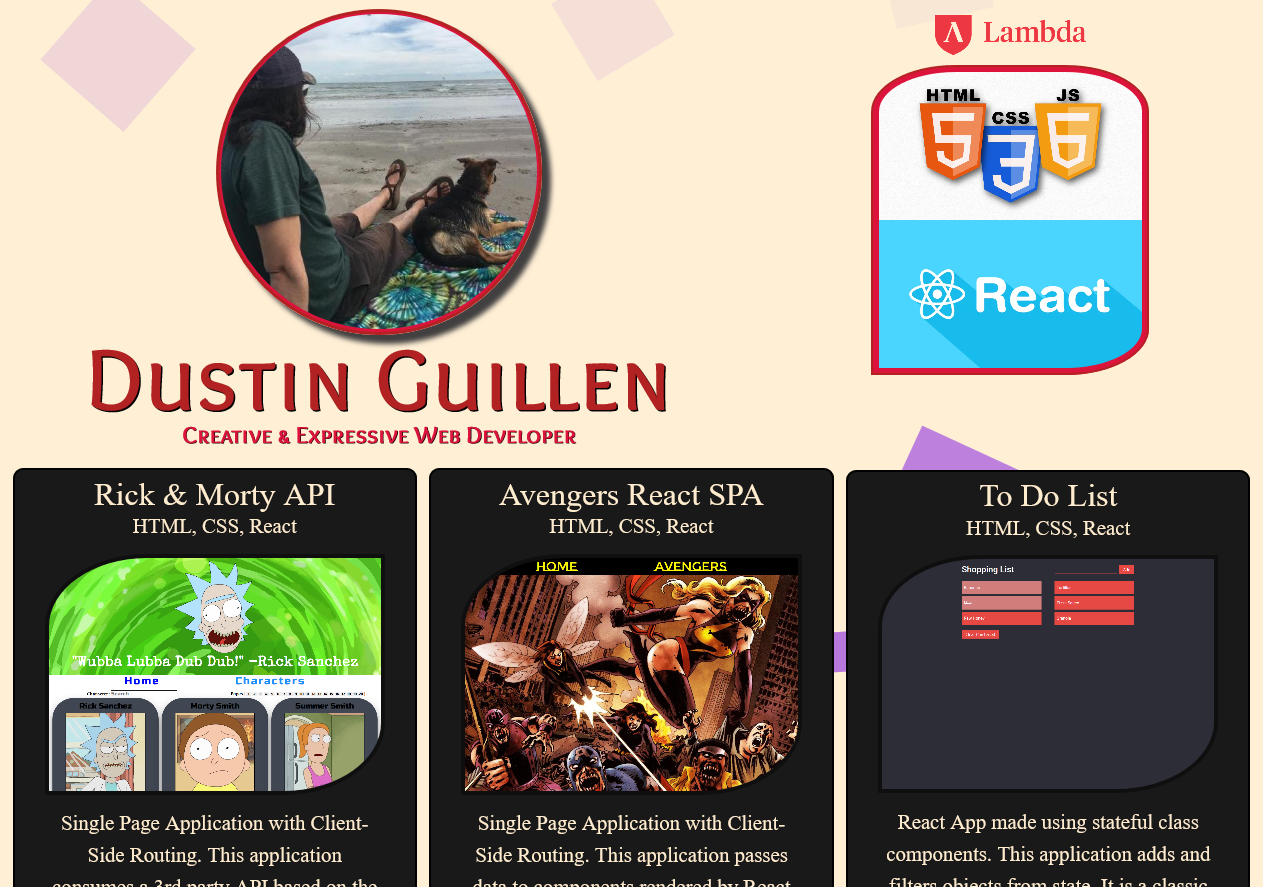 Lambda
HTML
CSS
JS
React
Dustin Guillen
Creative & Expressive Web Developer
Rick & Morty API
HTML, CSS, React
"Wubba Lubba Dub Dub!" -Rick Sanchez
Home Characters
Character: Search
Rick Sanchez Morty Smith Summer Smith
Single Page Application with Client-
Side Routing. This application
consumes a 3rd party API based on the
Avengers React SPA
HTML, CSS, React
HOME AVENGERS
Single Page Application with Client-
Side Routing. This application passes
data to components rendered by React
To Do List
HTML, CSS, React
Shopping List
React App made using stateful class
components. This application adds and
filters objects from state. It is a classic